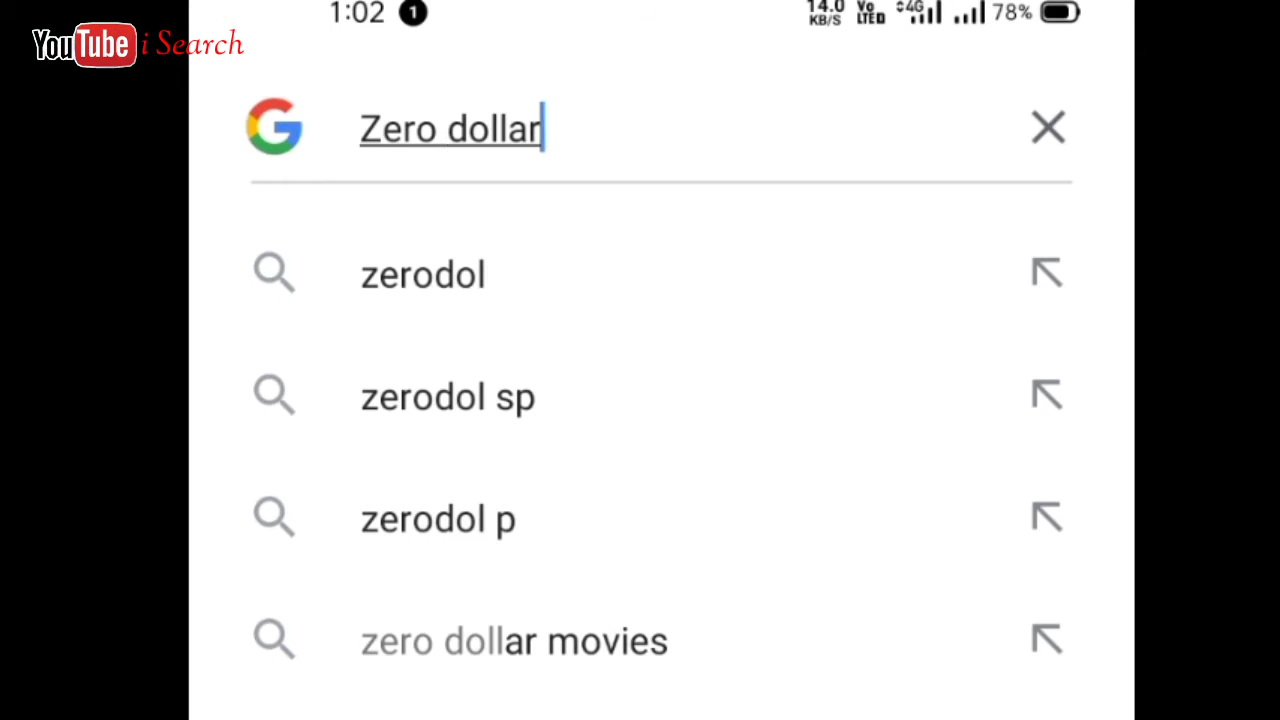 1:02 1 14.0 KB/S Vo LTE 4G 78%
YouTube i Search
Zero dollar
zerodol
zerodol sp
zerodol p
zero dollar movies